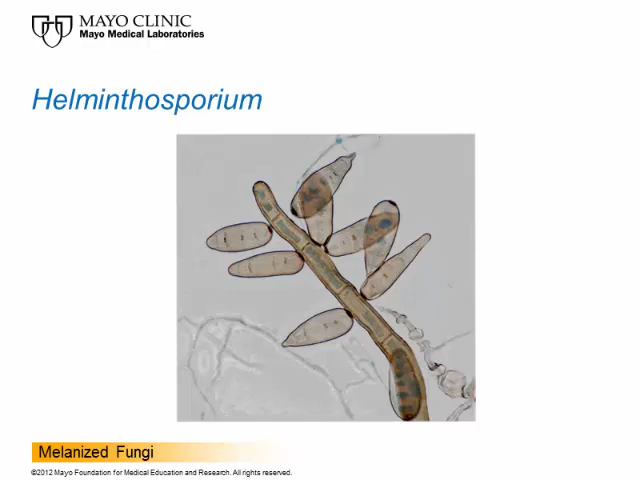 MAYO CLINIC
Mayo Medical Laboratories
Helminthosporium
Melanized Fungi
©2012 Mayo Foundation for Medical Education and Research. All rights reserved.